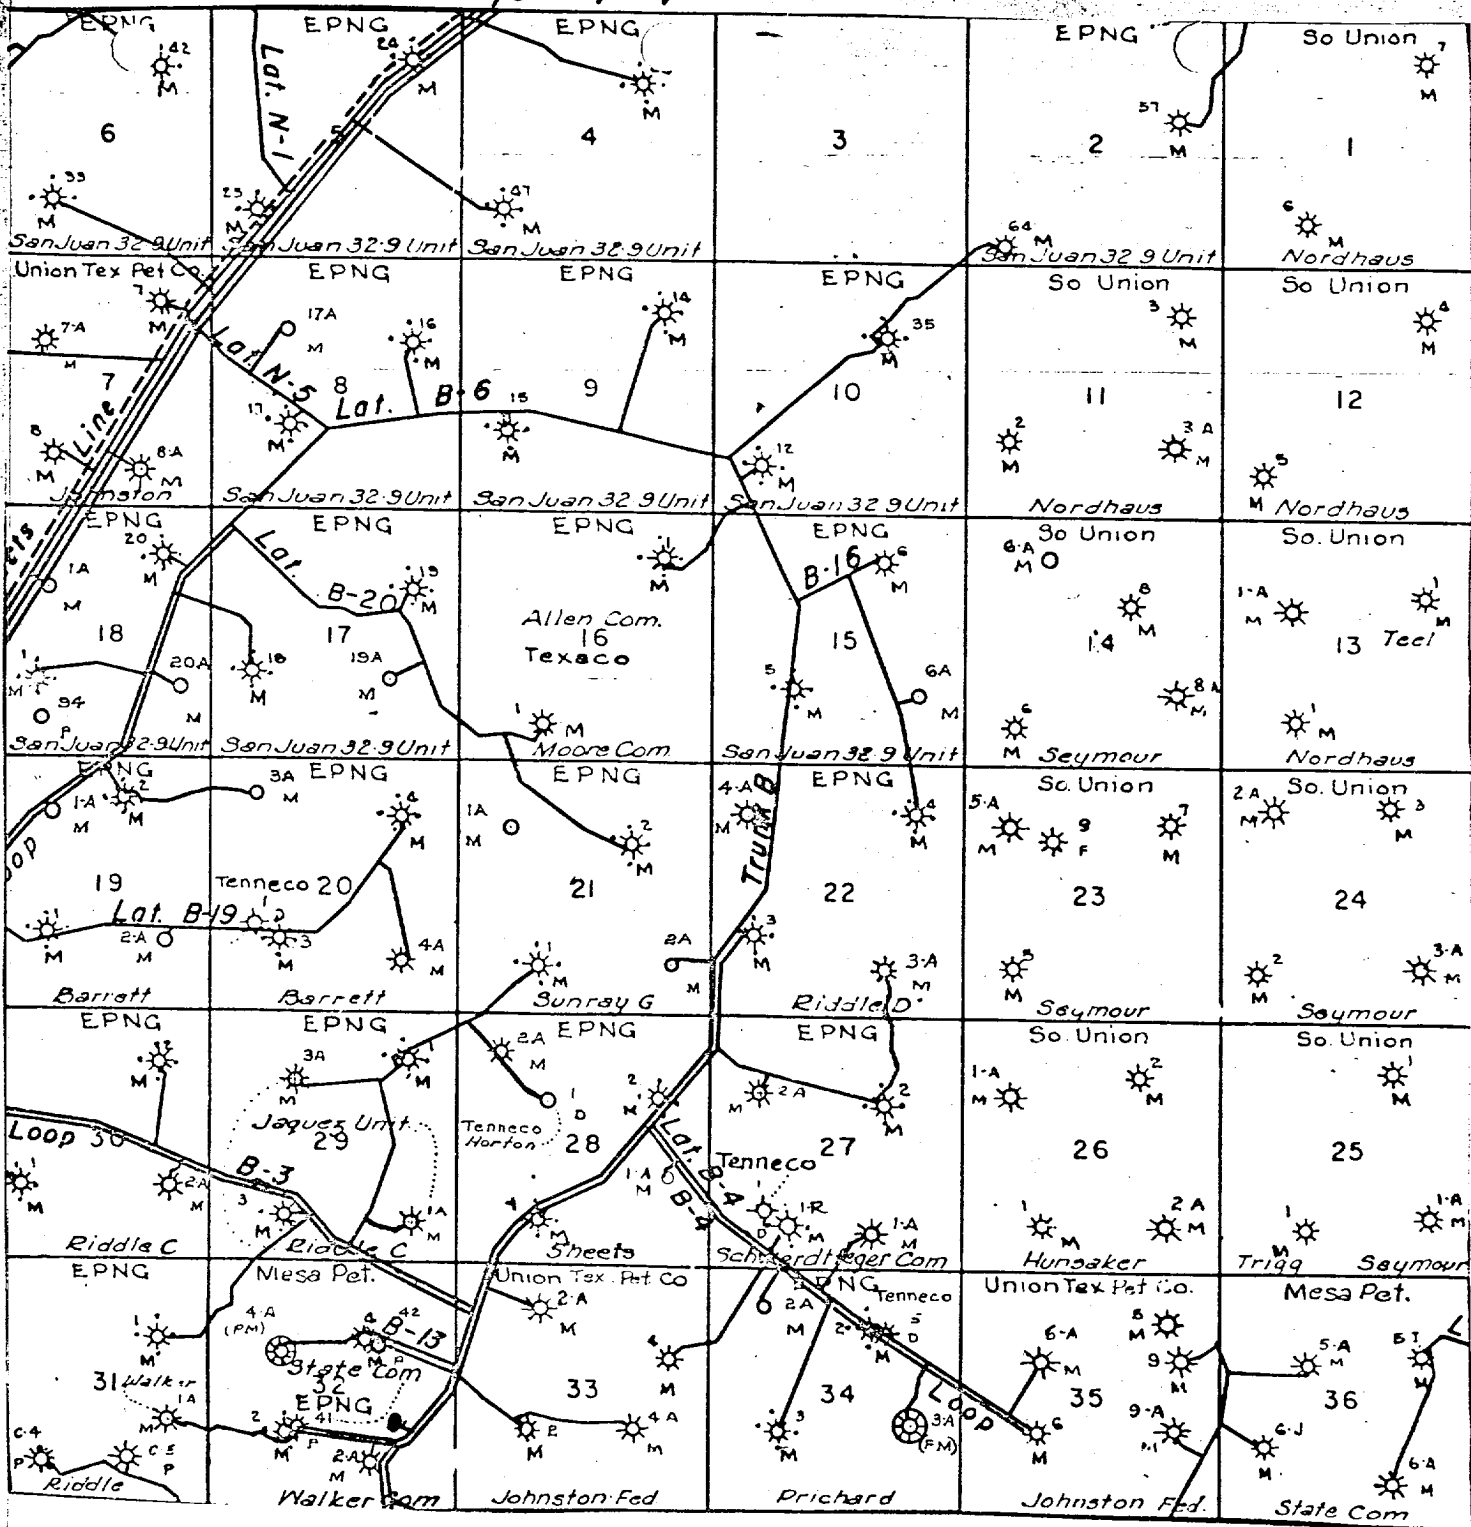 EPNG
42
M
6
33
M
San Juan 32-9 Unit
EPNG
Lat. N-1
24
M
5
25
M
San Juan 32-9 Unit
EPNG
M
4
47
M
San Juan 32-9 Unit
3
EPNG
57
M
2
64 M
San Juan 32 9 Unit
So Union
7
M
1
6
M
Nordhaus
Union Tex Pet Co.
7
M
7-A
M
7
Line
8
M
8-A
M
Johnston
17A
M
16
M
Lat. N-5
8
Lat. B-6
17
M
San Juan 32-9 Unit
EPNG
EPNG
14
M
9
15
M
San Juan 32-9 Unit
EPNG
35
M
10
12
M
San Juan 32-9 Unit
So Union
3
M
11
2
M
3 A
M
Nordhaus
So Union
4
M
12
5
M
Nordhaus
EPNG
20
M
1A
M
18
1
M
20A
M
94
P
San Juan 32-9 Unit
EPNG
Lat. B-20
19
M
17
18
M
19A
M
San Juan 32-9 Unit
1
M
Allen Com.
16
Texaco
1
M
Moore Com.
EPNG
B-16
6
M
15
5
M
6A
M
San Juan 32-9 Unit
So Union
6-A
M
8
M
14
8 A
M
6
M
Seymour
So. Union
1-A
M
1
M
13 Teel
1
M
Nordhaus
EPNG
1-A
M
2
M
19
1
M
2-A
M
Barrett
EPNG
3A
M
4
M
Tenneco 20
Lat. B-19
1
D
3
M
4-A
M
Barrett
EPNG
1A
M
2
M
21
1
M
2A
M
Sunray G
EPNG
4-A
M
4
M
Trunk B
22
3
M
3-A
M
Riddle D
So. Union
5-A
M
9
F
7
M
23
5
M
Seymour
So. Union
2A
M
3
M
24
2
M
3-A
M
Seymour
EPNG
12
M
Loop 30
1
M
2A
M
Riddle C
EPNG
3A
1
M
Jaques Unit
29
B-3
3
M
1A
M
Riddle C
EPNG
2A
M
1
D
Tenneco
Horton
28
2
M
1-A
M
4
M
Sheets
EPNG
2A
M
2
M
27
Lat. B-4
B-4
Tenneco
1
D
1-R
M
1-A
M
Schwerdtfeger Com
So. Union
1-A
M
2
M
26
1
M
2 A
M
Hunsaker
So. Union
1
M
25
1
M
1-A
M
Trigg
Seymour
EPNG
1
M
31
Walker
1A
M
C-4
P
C-5
P
Riddle
Mesa Pet.
4-A
(PM)
4
M
42
P
B-13
State Com
32
EPNG
2
M
41
P
2-A
M
Walker Com
Union Tex. Pet Co
2-A
M
4
M
33
2
M
4-A
M
Johnston Fed
EPNG
Tenneco
2A
M
2
M
5
D
34
3
M
3-A
(PM)
Loop
Prichard
Union Tex Pet Co.
8
M
6-A
M
9
M
35
6
M
9-A
M
Johnston Fed.
Mesa Pet.
5-A
M
M
36
6-J
M
6-A
M
State Com